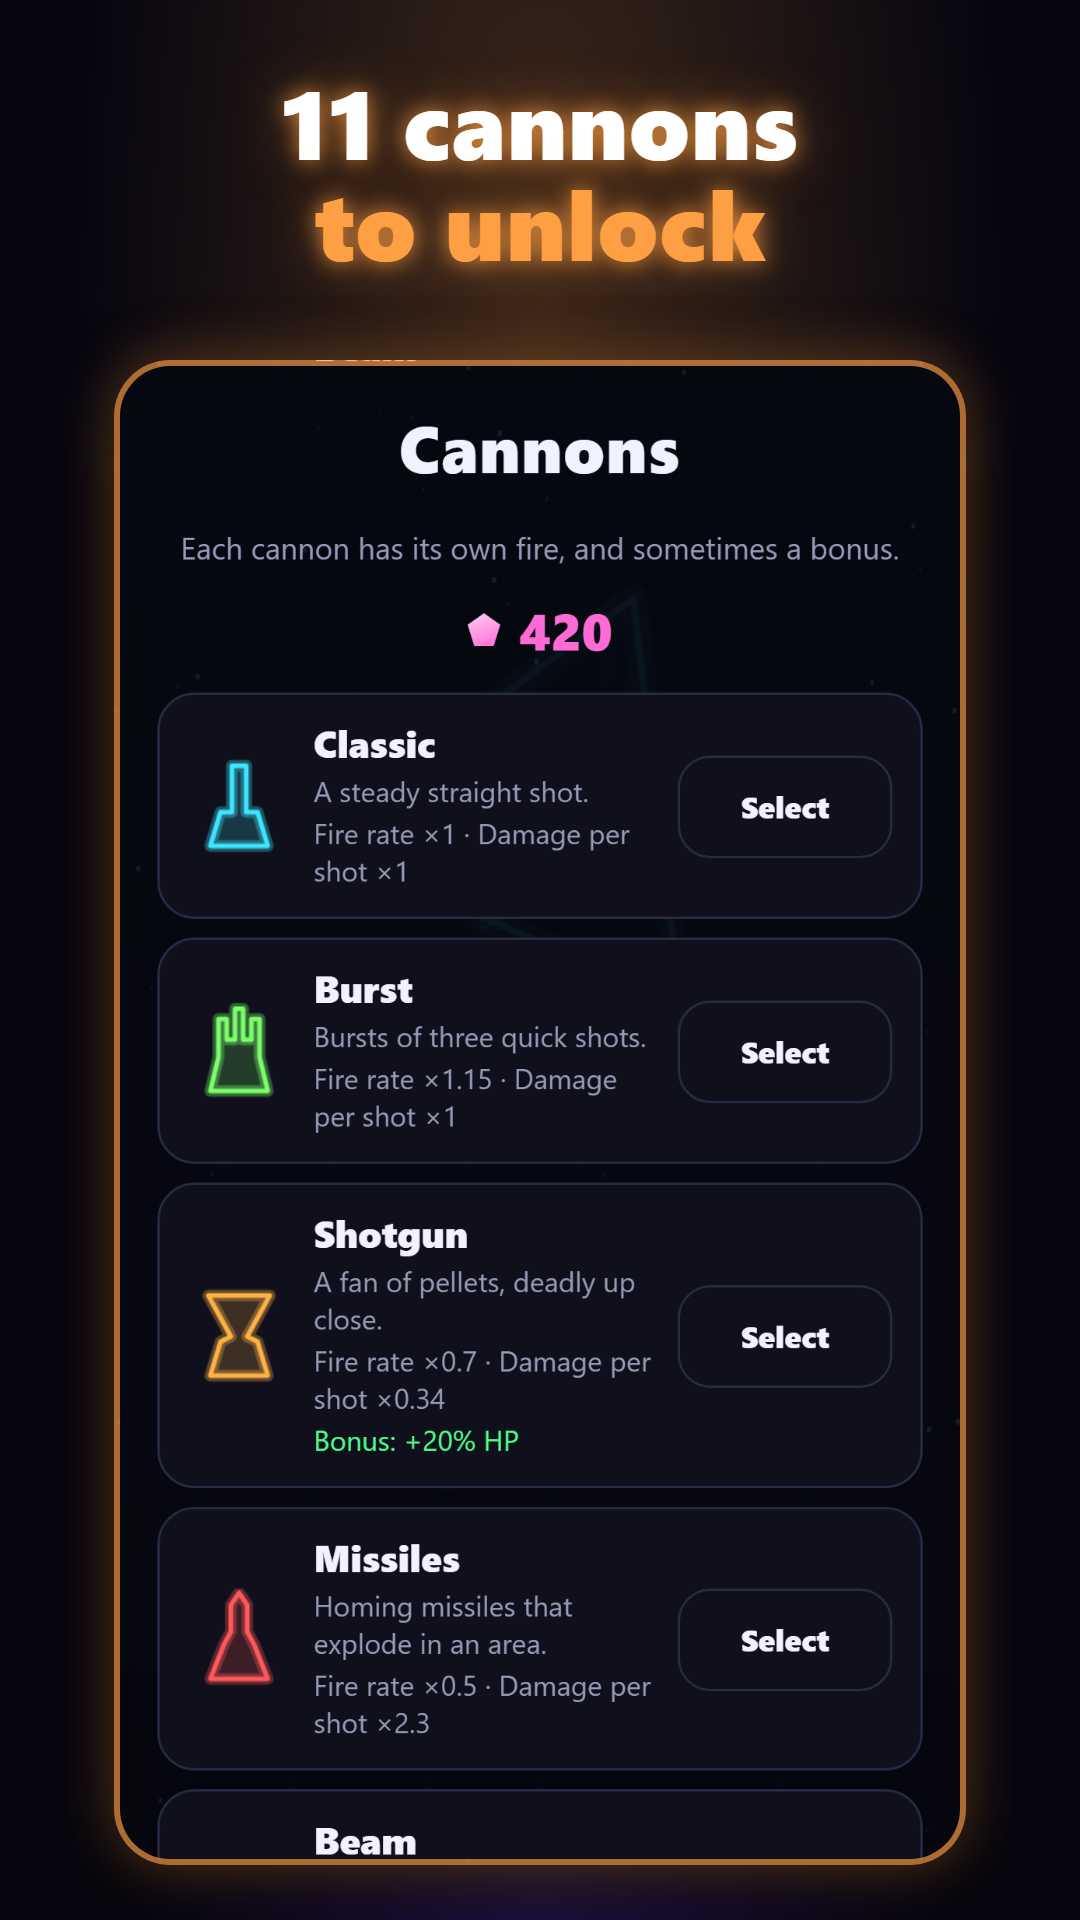 11 cannons
to unlock
Cannons
Each cannon has its own fire, and sometimes a bonus.
420
Classic
A steady straight shot.
Fire rate ×1 · Damage per
shot ×1
Select
Burst
Bursts of three quick shots.
Fire rate ×1.15 · Damage
per shot ×1
Select
Shotgun
A fan of pellets, deadly up
close.
Fire rate ×0.7 · Damage per
shot ×0.34
Bonus: +20% HP
Select
Missiles
Homing missiles that
explode in an area.
Fire rate ×0.5 · Damage per
shot ×2.3
Select
Beam